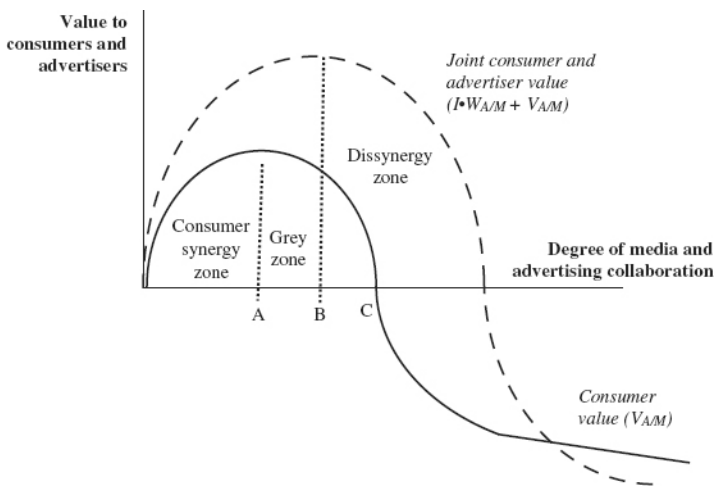 Value to
consumers and
advertisers
Joint consumer and
advertiser value
(I•WA/M + VA/M)
Dissynergy
zone
Consumer
synergy
zone
Grey
zone
Degree of media and
advertising collaboration
A
B
C
Consumer
value (VA/M)